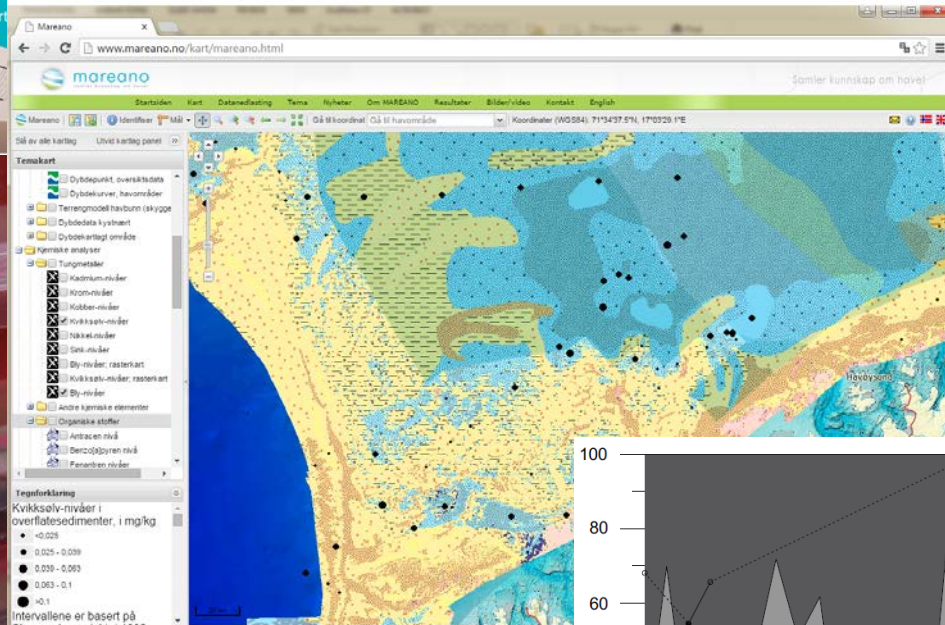 Mareano
www.mareano.no/kart/mareano.html
mareano
Samler kunnskap om havet
Startsiden Kart Datanedlasting Tema Nyheter Om MAREANO Resultater Bilder/video Kontakt English
Mareano Identifiser Mål Gå til koordinat Gå til havområde Koordinater (WGS84): 71°34'37.5"N, 17°03'29.1"E
Slå av alle kartlag Utvid kartlag panel
Temakart
Dybdepunkt, oversiktsdata
Dybdekurver, havområder
Terrengmodell havbunn (skygge
Dybdedata kystnært
Dybdekartlagt område
Kjemiske analyser
Tungmetaller
Kadmium-nivåer
Krom-nivåer
Kobber-nivåer
Kvikksølv-nivåer
Nikkel-nivåer
Sink-nivåer
Bly-nivåer; rasterkart
Kvikksølv-nivåer; rasterkart
Bly-nivåer
Andre kjemiske elementer
Organiske stoffer
Antracen nivå
Benzo[a]pyren nivå
Fenantren nivåer
Tegnforklaring
Kvikksølv-nivåer i
overflatesedimenter, i mg/kg
<0,025
0,025 - 0,039
0,039 - 0,063
0,063 - 0,1
>0,1
Intervallene er basert på
Havøysund
100
80
60